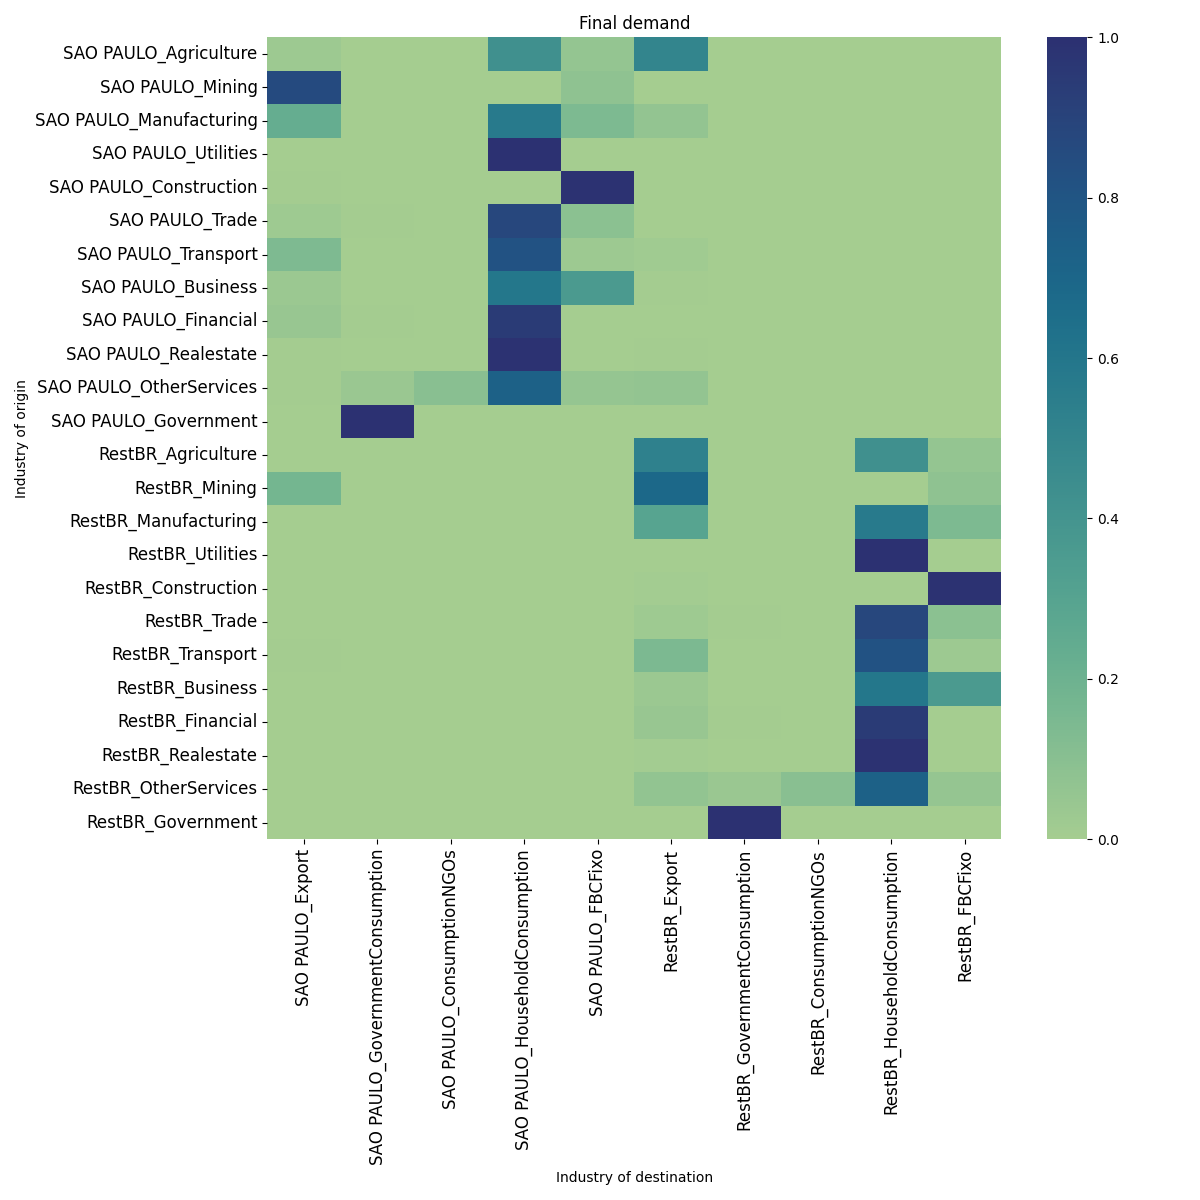 Final demand
SAO PAULO_Agriculture
SAO PAULO_Mining
SAO PAULO_Manufacturing
SAO PAULO_Utilities
SAO PAULO_Construction
SAO PAULO_Trade
SAO PAULO_Transport
SAO PAULO_Business
SAO PAULO_Financial
SAO PAULO_Realestate
SAO PAULO_OtherServices
SAO PAULO_Government
RestBR_Agriculture
RestBR_Mining
RestBR_Manufacturing
RestBR_Utilities
RestBR_Construction
RestBR_Trade
RestBR_Transport
RestBR_Business
RestBR_Financial
RestBR_Realestate
RestBR_OtherServices
RestBR_Government
Industry of origin
SAO PAULO_Export
SAO PAULO_GovernmentConsumption
SAO PAULO_ConsumptionNGOs
SAO PAULO_HouseholdConsumption
SAO PAULO_FBCFixo
RestBR_Export
RestBR_GovernmentConsumption
RestBR_ConsumptionNGOs
RestBR_HouseholdConsumption
RestBR_FBCFixo
Industry of destination
1.0
0.8
0.6
0.4
0.2
0.0